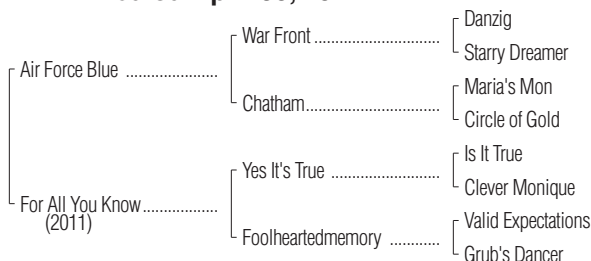 Danzig
War Front ........................................
Starry Dreamer
Air Force Blue ......................
Maria's Mon
Chatham...........................................
Circle of Gold
Is It True
Yes It's True ...................................
Clever Monique
For All You Know..................
(2011)
Valid Expectations
Foolheartedmemory ................
Grub's Dancer